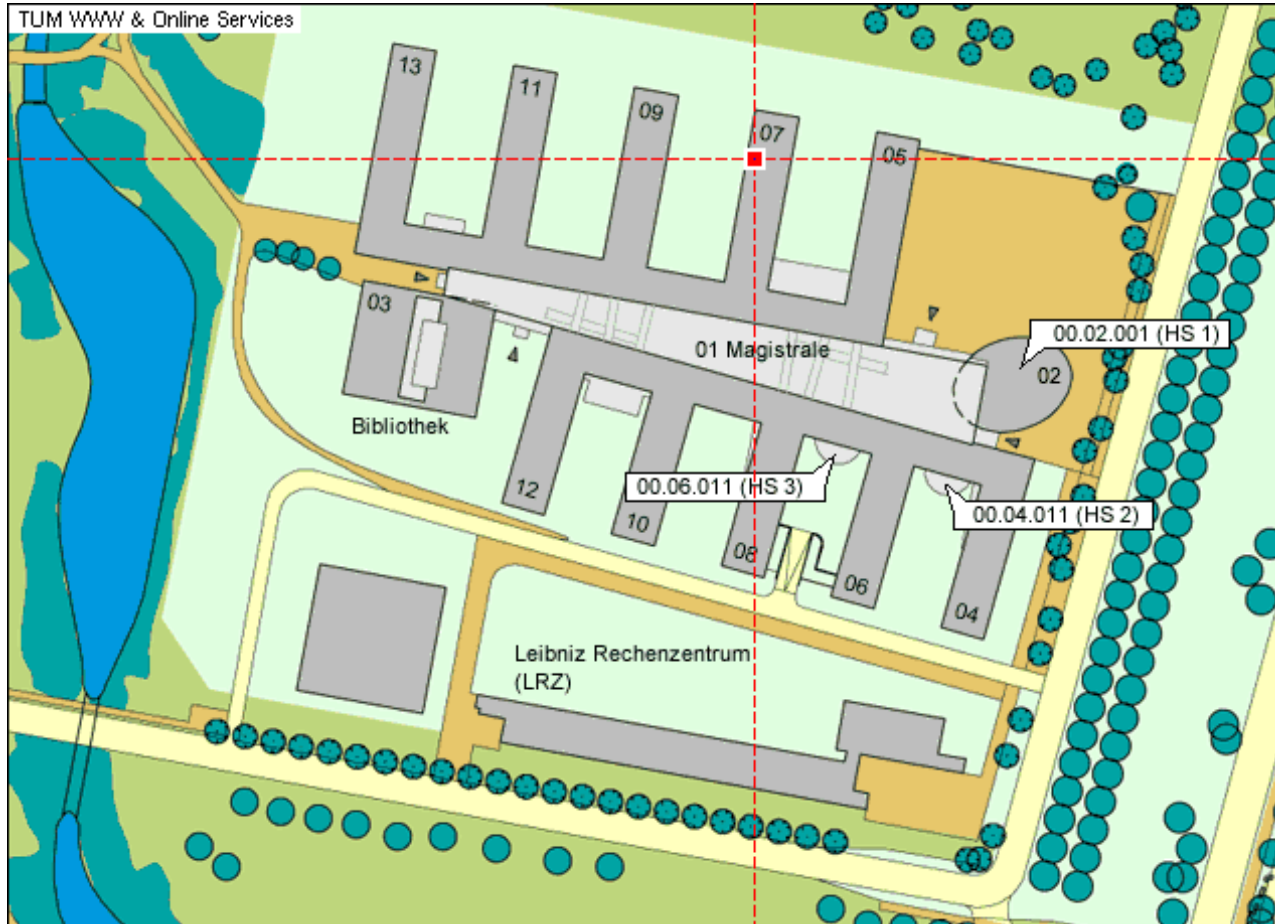 TUM WWW & Online Services
13
11
09
07
05
03
01 Magistrale
00.02.001 (HS 1)
02
Bibliothek
00.06.011 (HS 3)
12
00.04.011 (HS 2)
10
08
06
04
Leibniz Rechenzentrum
(LRZ)